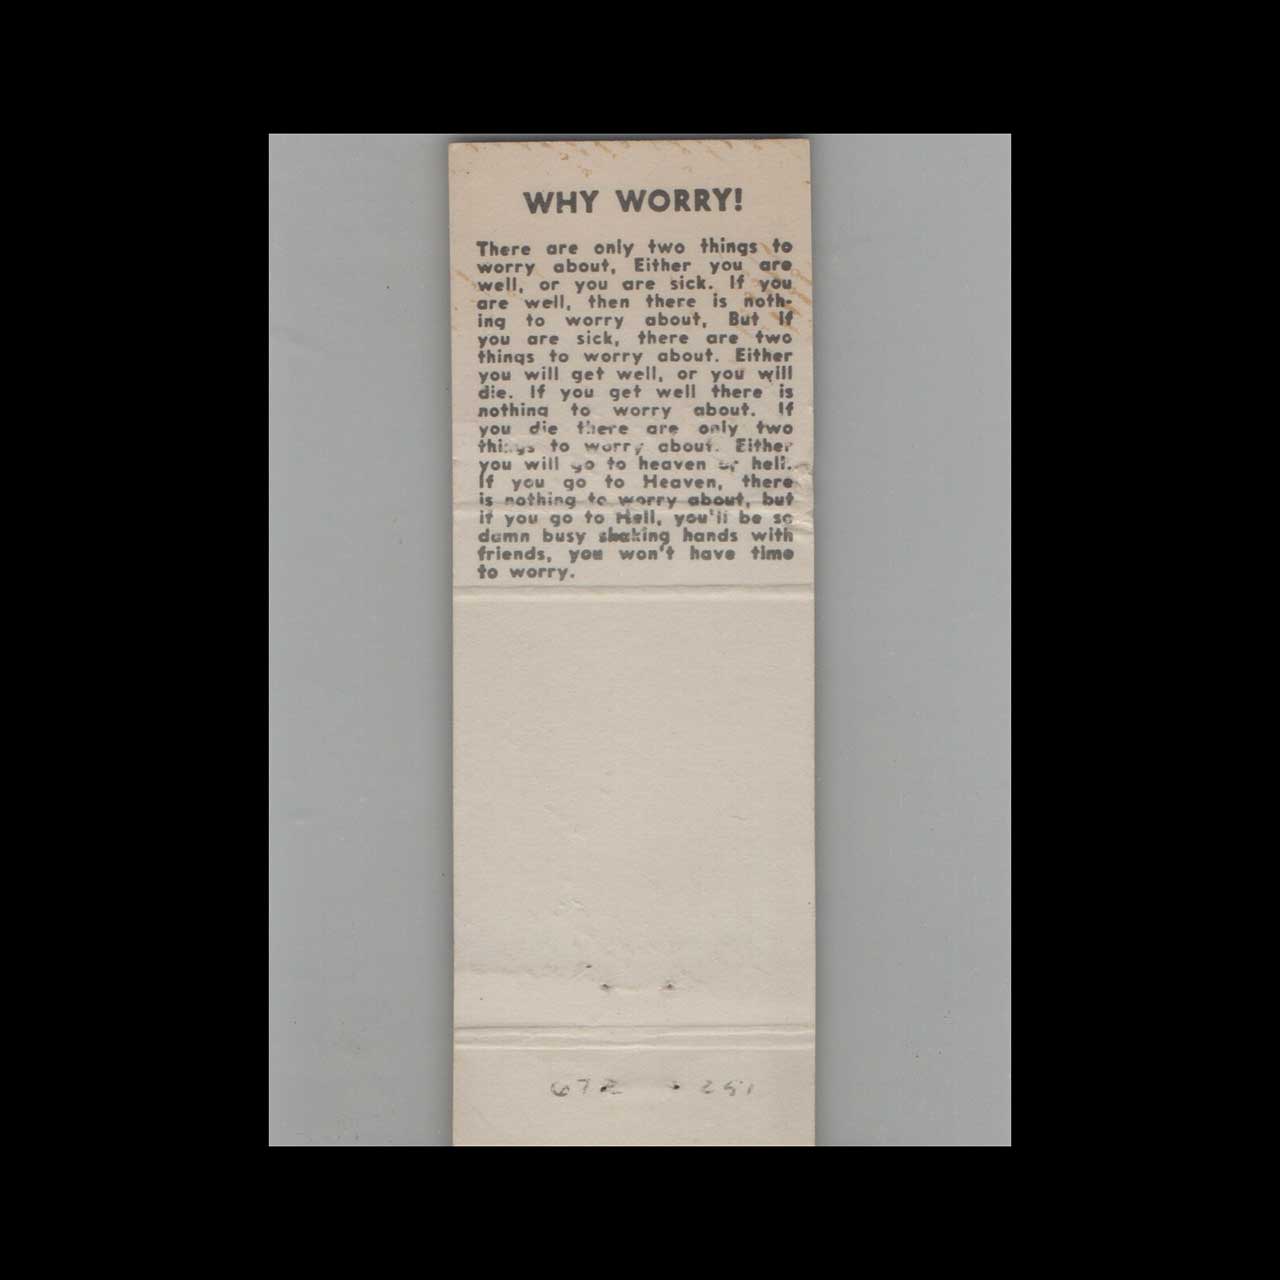 WHY WORRY!
There are only two things to
worry about, Either you are
well, or you are sick. If you
are well, then there is noth-
ing to worry about, But If
you are sick, there are two
things to worry about. Either
you will get well, or you will
die. If you get well there is
nothing to worry about. If
you die there are only two
things to worry about. Either
you will go to heaven or hell.
If you go to Heaven, there
is nothing to worry about, but
if you go to Hell, you'll be so
damn busy shaking hands with
friends, you won't have time
to worry.
672